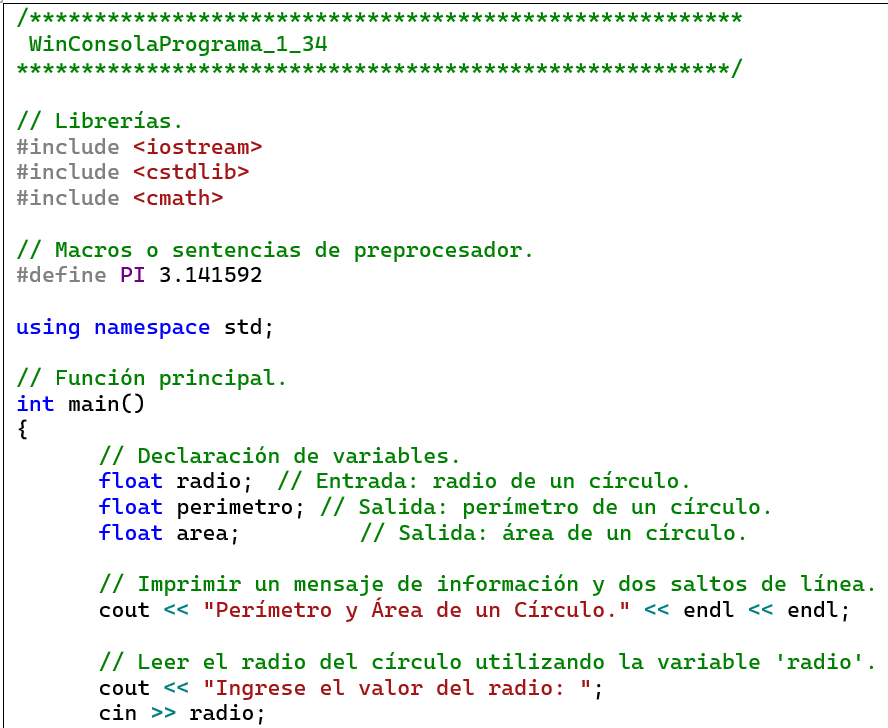 /*******************************************************
WinConsolaPrograma_1_34
*******************************************************/
// Librerías.
#include <iostream>
#include <cstdlib>
#include <cmath>
// Macros o sentencias de preprocesador.
#define PI 3.141592
using namespace std;
// Función principal.
int main()
{
// Declaración de variables.
float radio; // Entrada: radio de un círculo.
float perimetro; // Salida: perímetro de un círculo.
float area; // Salida: área de un círculo.
// Imprimir un mensaje de información y dos saltos de línea.
cout << "Perímetro y Área de un Círculo." << endl << endl;
// Leer el radio del círculo utilizando la variable 'radio'.
cout << "Ingrese el valor del radio: ";
cin >> radio;